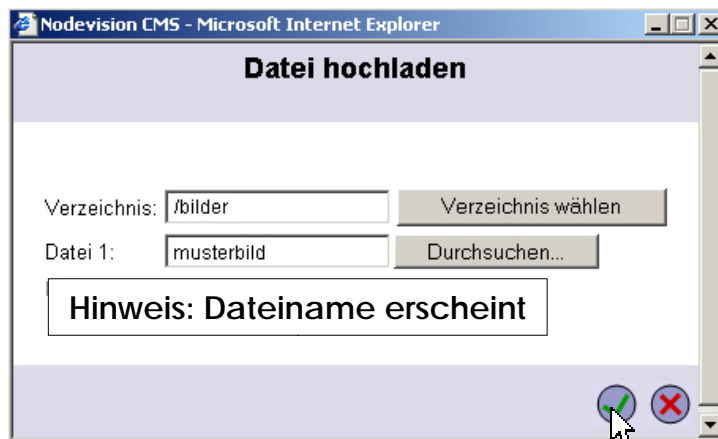 Nodevision CMS - Microsoft Internet Explorer
Datei hochladen
Verzeichnis: /bilder Verzeichnis wählen
Datei 1: musterbild Durchsuchen...
Hinweis: Dateiname erscheint